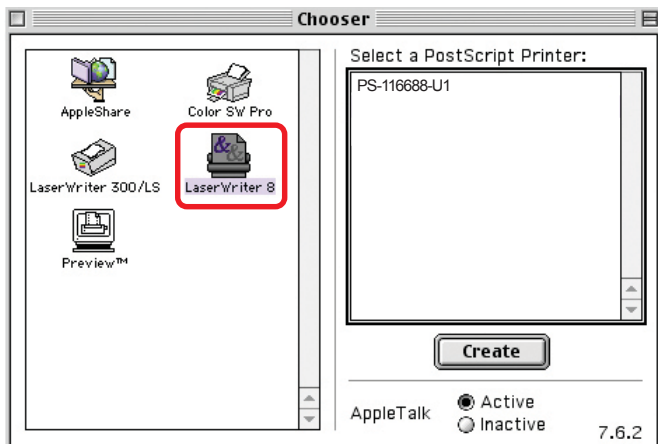 Chooser
AppleShare
Color SW Pro
LaserWriter 300/LS
LaserWriter 8
Preview™
Select a PostScript Printer:
PS-116688-U1
Create
AppleTalk
Active
Inactive
7.6.2